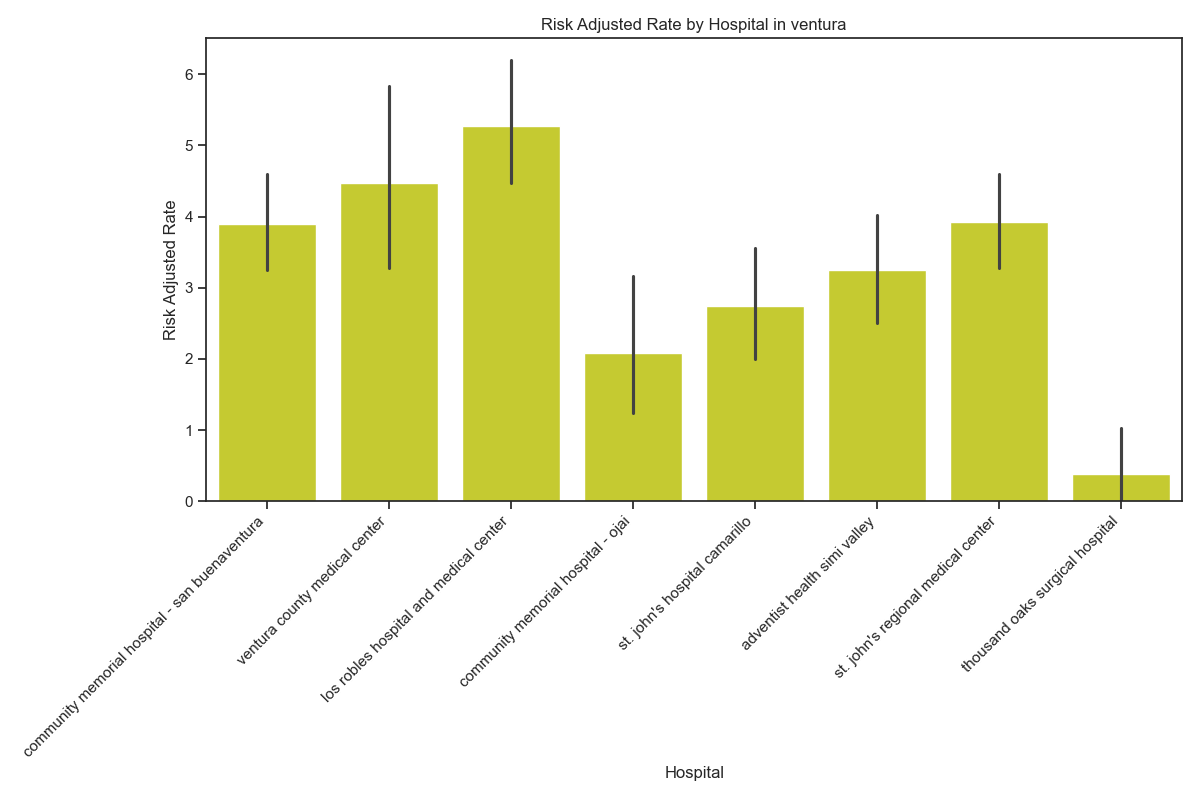 Risk Adjusted Rate by Hospital in ventura
Risk Adjusted Rate
6
5
4
3
2
1
0
community memorial hospital - san buenaventura
ventura county medical center
los robles hospital and medical center
community memorial hospital - ojai
st. john's hospital camarillo
adventist health simi valley
st. john's regional medical center
thousand oaks surgical hospital
Hospital